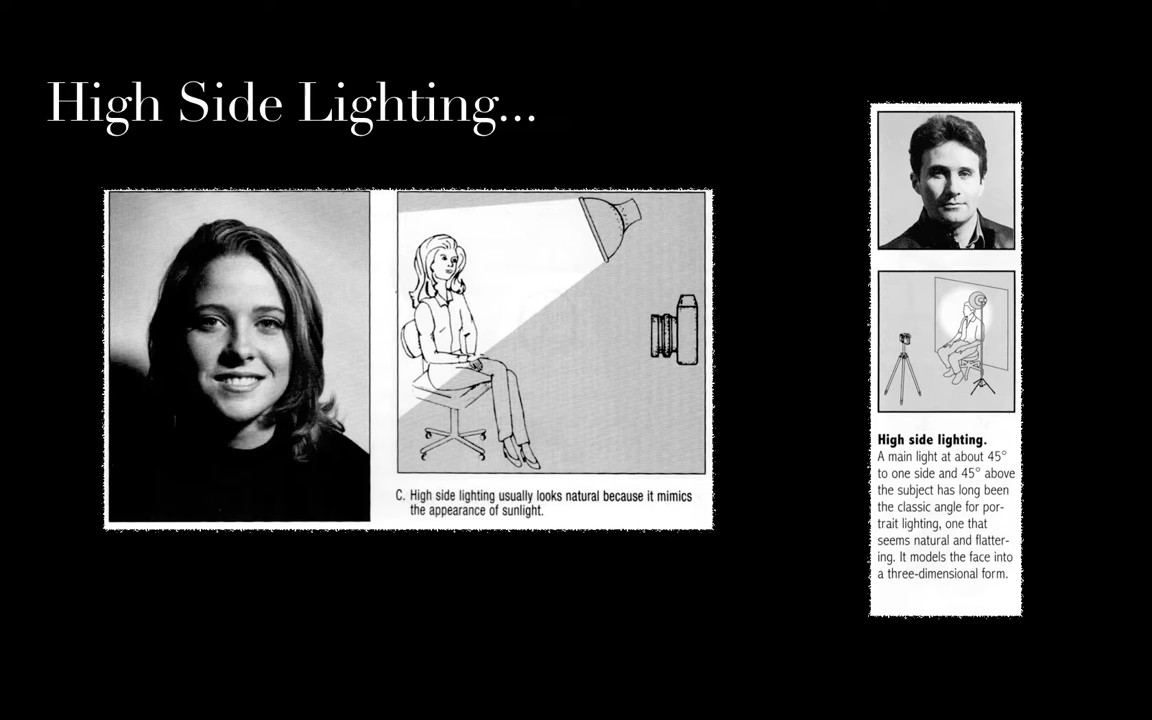 High Side Lighting...
C. High side lighting usually looks natural because it mimics
the appearance of sunlight.
High side lighting.
A main light at about 45°
to one side and 45° above
the subject has long been
the classic angle for por-
trait lighting, one that
seems natural and flatter-
ing. It models the face into
a three-dimensional form.